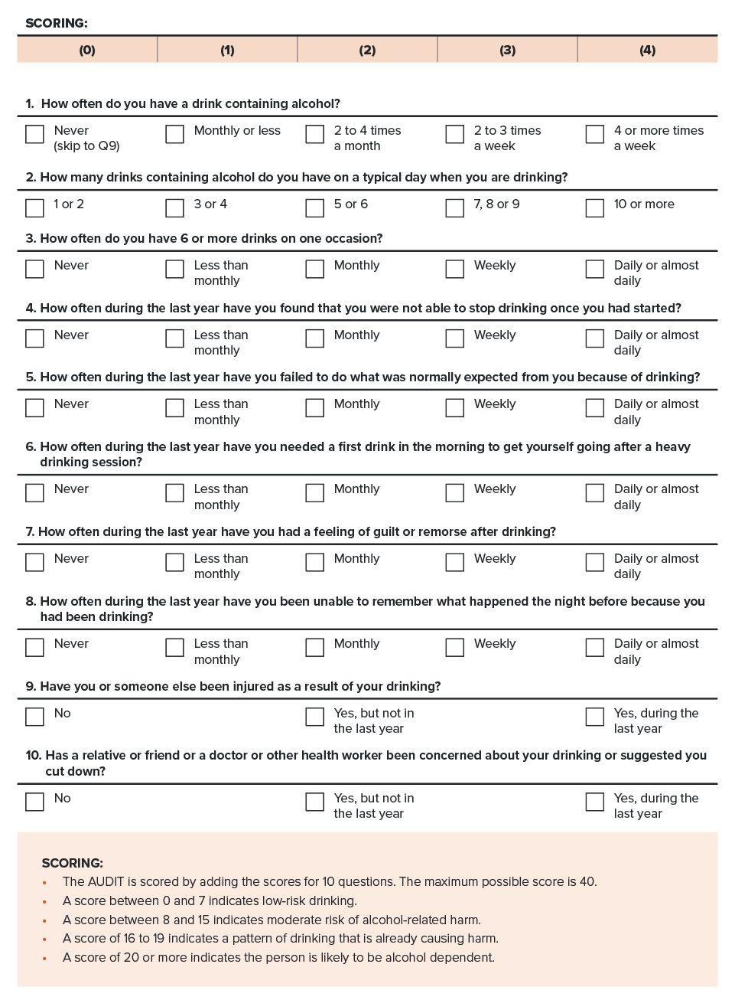 SCORING:
(0) (1) (2) (3) (4)
1. How often do you have a drink containing alcohol?
Never Monthly or less 2 to 4 times 2 to 3 times 4 or more times
(skip to Q9) a month a week a week
2. How many drinks containing alcohol do you have on a typical day when you are drinking?
1 or 2 3 or 4 5 or 6 7, 8 or 9 10 or more
3. How often do you have 6 or more drinks on one occasion?
Never Less than Monthly Weekly Daily or almost
monthly daily
4. How often during the last year have you found that you were not able to stop drinking once you had started?
Never Less than Monthly Weekly Daily or almost
monthly daily
5. How often during the last year have you failed to do what was normally expected from you because of drinking?
Never Less than Monthly Weekly Daily or almost
monthly daily
6. How often during the last year have you needed a first drink in the morning to get yourself going after a heavy
drinking session?
Never Less than Monthly Weekly Daily or almost
monthly daily
7. How often during the last year have you had a feeling of guilt or remorse after drinking?
Never Less than Monthly Weekly Daily or almost
monthly daily
8. How often during the last year have you been unable to remember what happened the night before because you
had been drinking?
Never Less than Monthly Weekly Daily or almost
monthly daily
9. Have you or someone else been injured as a result of your drinking?
No Yes, but not in Yes, during the
the last year last year
10. Has a relative or friend or a doctor or other health worker been concerned about your drinking or suggested you
cut down?
No Yes, but not in Yes, during the
the last year last year
SCORING:
• The AUDIT is scored by adding the scores for 10 questions. The maximum possible score is 40.
• A score between 0 and 7 indicates low-risk drinking.
• A score between 8 and 15 indicates moderate risk of alcohol-related harm.
• A score of 16 to 19 indicates a pattern of drinking that is already causing harm.
• A score of 20 or more indicates the person is likely to be alcohol dependent.